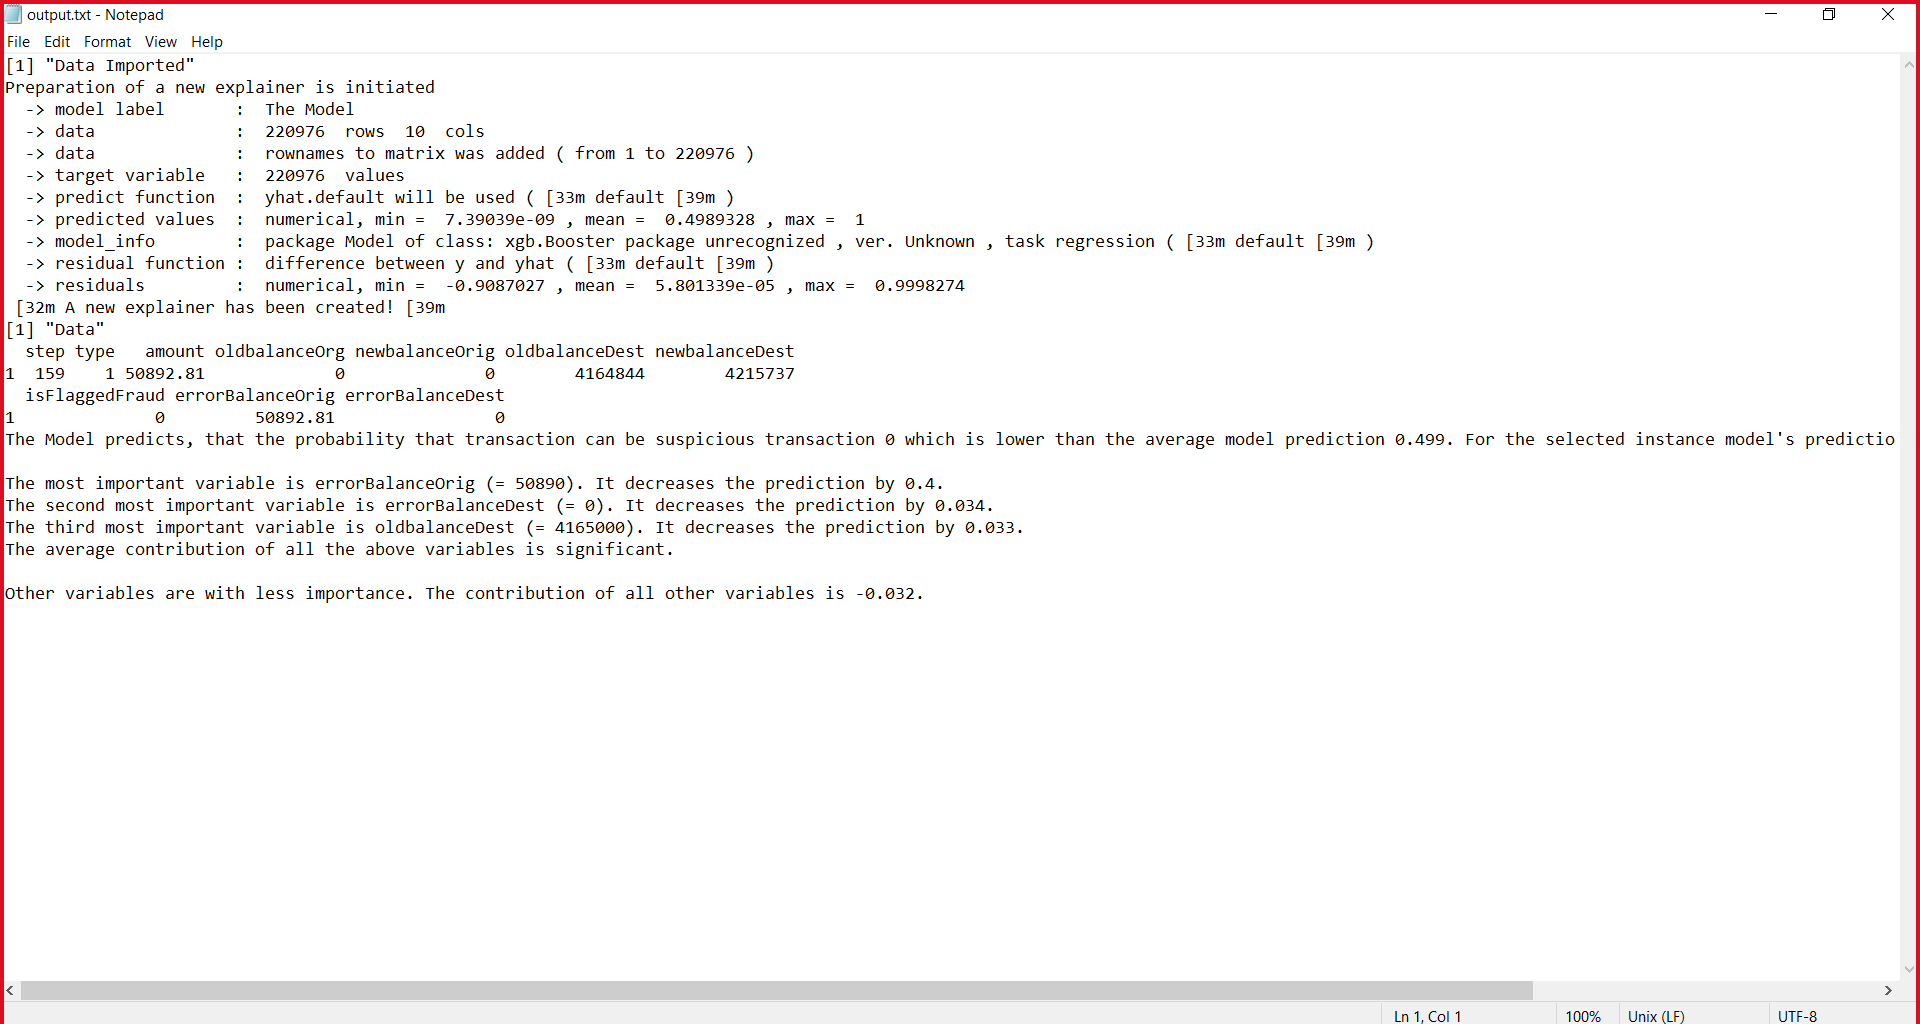 output.txt - Notepad
File Edit Format View Help
[1] "Data Imported"
Preparation of a new explainer is initiated
  -> model label       :  The Model
  -> data              :  220976  rows  10  cols
  -> data              :  rownames to matrix was added ( from 1 to 220976 )
  -> target variable   :  220976  values
  -> predict function  :  yhat.default will be used ( [33m default [39m )
  -> predicted values  :  numerical, min =  7.39039e-09 , mean =  0.4989328 , max =  1
  -> model_info        :  package Model of class: xgb.Booster package unrecognized , ver. Unknown , task regression ( [33m default [39m )
  -> residual function :  difference between y and yhat ( [33m default [39m )
  -> residuals         :  numerical, min =  -0.9087027 , mean =  5.801339e-05 , max =  0.9998274
 [32m A new explainer has been created! [39m
[1] "Data"
  step type   amount oldbalanceOrg newbalanceOrig oldbalanceDest newbalanceDest
1  159    1 50892.81             0              0        4164844        4215737
  isFlaggedFraud errorBalanceOrig errorBalanceDest
1              0         50892.81                0
The Model predicts, that the probability that transaction can be suspicious transaction 0 which is lower than the average model prediction 0.499. For the selected instance model's predictio
The most important variable is errorBalanceOrig (= 50890). It decreases the prediction by 0.4.
The second most important variable is errorBalanceDest (= 0). It decreases the prediction by 0.034.
The third most important variable is oldbalanceDest (= 4165000). It decreases the prediction by 0.033.
The average contribution of all the above variables is significant.
Other variables are with less importance. The contribution of all other variables is -0.032.
Ln 1, Col 1 100% Unix (LF) UTF-8